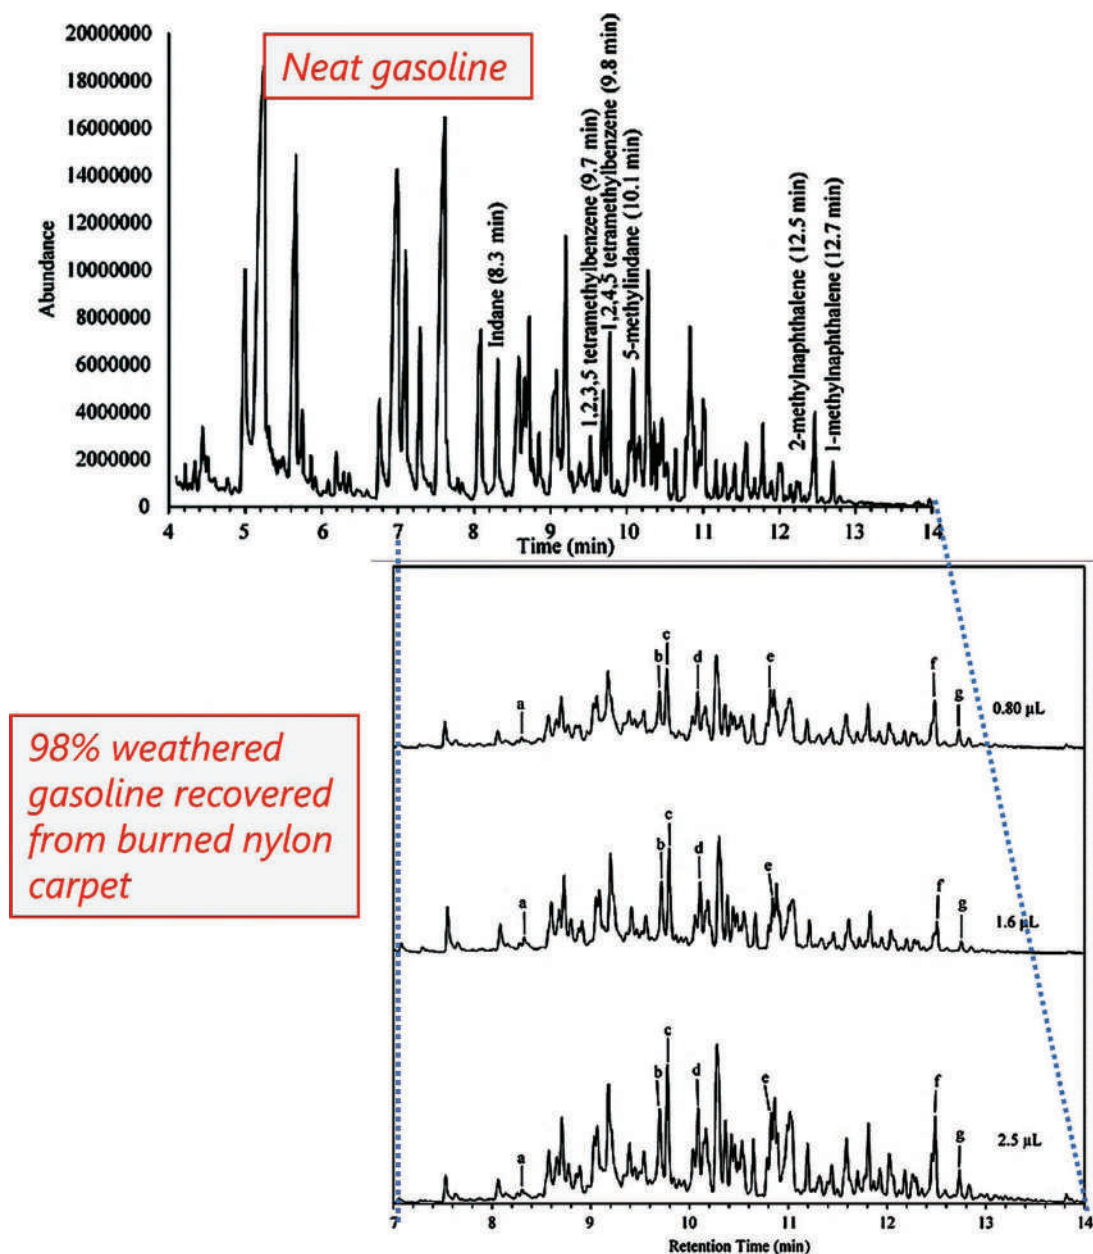 20000000
18000000
16000000
14000000
12000000
10000000
8000000
6000000
4000000
2000000
0
Abundance
Neat gasoline
Indane (8.3 min)
1,2,3,5 tetramethylbenzene (9.7 min)
1,2,4,5 tetramethylbenzene (9.8 min)
5-methylindane (10.1 min)
2-methylnaphthalene (12.5 min)
1-methylnaphthalene (12.7 min)
4 5 6 7 8 9 10 11 12 13 14
Time (min)
a b c d e f g
0.80 µL
98% weathered
gasoline recovered
from burned nylon
carpet
a b c d e f g
1.6 µL
a b c d e f g
2.5 µL
7 8 9 10 11 12 13 14
Retention Time (min)